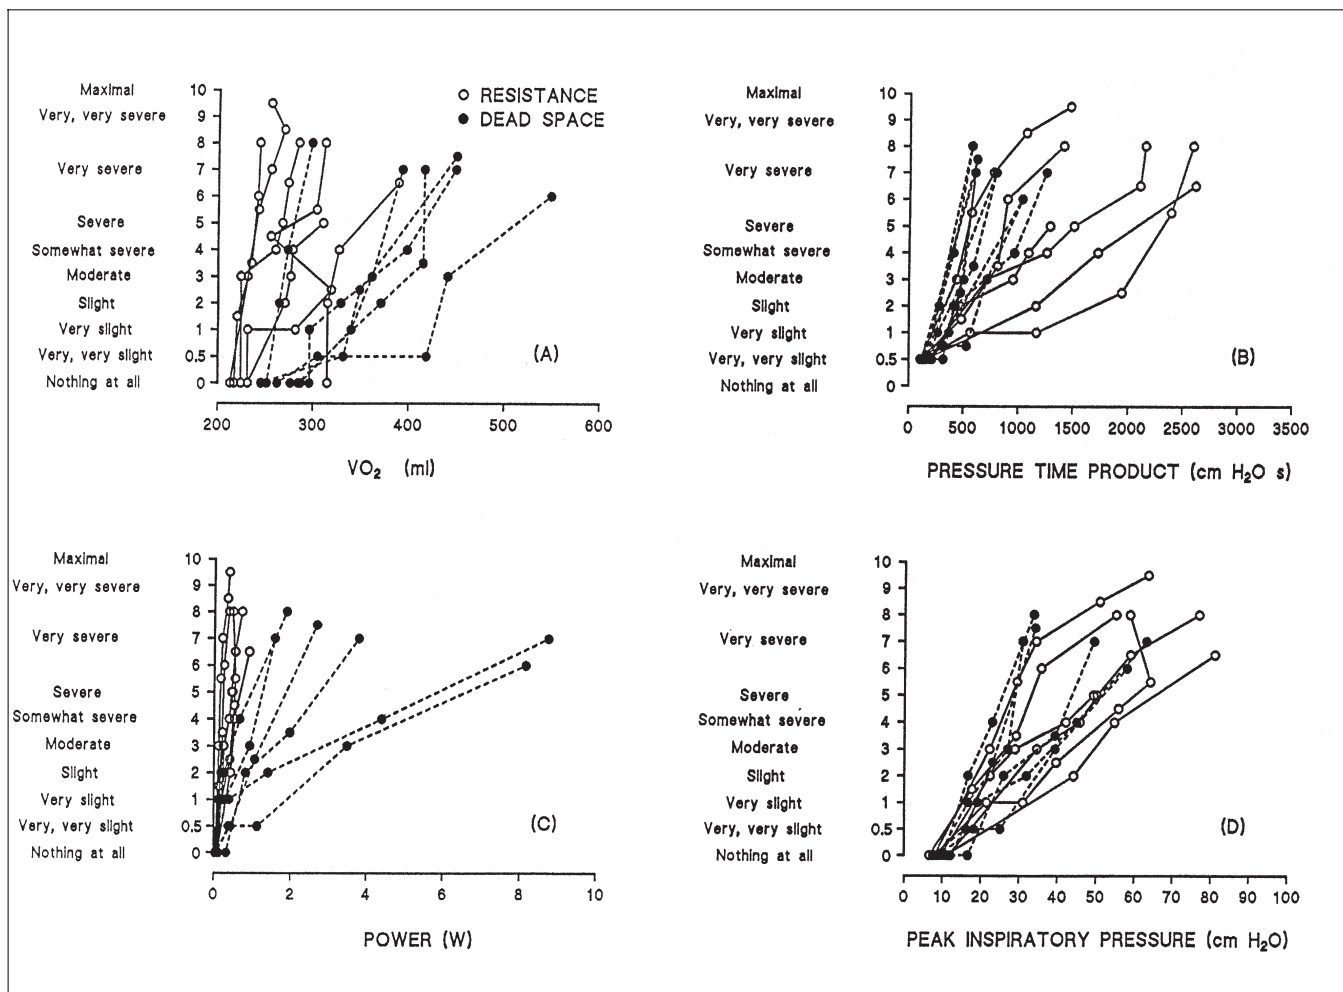 Maximal 10
Very, very severe 9
8
Very severe 7
6
Severe 5
Somewhat severe 4
Moderate 3
Slight 2
Very slight 1
Very, very slight 0.5
Nothing at all 0
RESISTANCE
DEAD SPACE
(A)
200 300 400 500 600
VO₂ (ml)
Maximal 10
Very, very severe 9
8
Very severe 7
6
Severe 5
Somewhat severe 4
Moderate 3
Slight 2
Very slight 1
Very, very slight 0.5
Nothing at all 0
(B)
0 500 1000 1500 2000 2500 3000 3500
PRESSURE TIME PRODUCT (cm H₂O s)
Maximal 10
Very, very severe 9
8
Very severe 7
6
Severe 5
Somewhat severe 4
Moderate 3
Slight 2
Very slight 1
Very, very slight 0.5
Nothing at all 0
(C)
0 2 4 6 8 10
POWER (W)
Maximal 10
Very, very severe 9
8
Very severe 7
6
Severe 5
Somewhat severe 4
Moderate 3
Slight 2
Very slight 1
Very, very slight 0.5
Nothing at all 0
(D)
0 10 20 30 40 50 60 70 80 90 100
PEAK INSPIRATORY PRESSURE (cm H₂O)